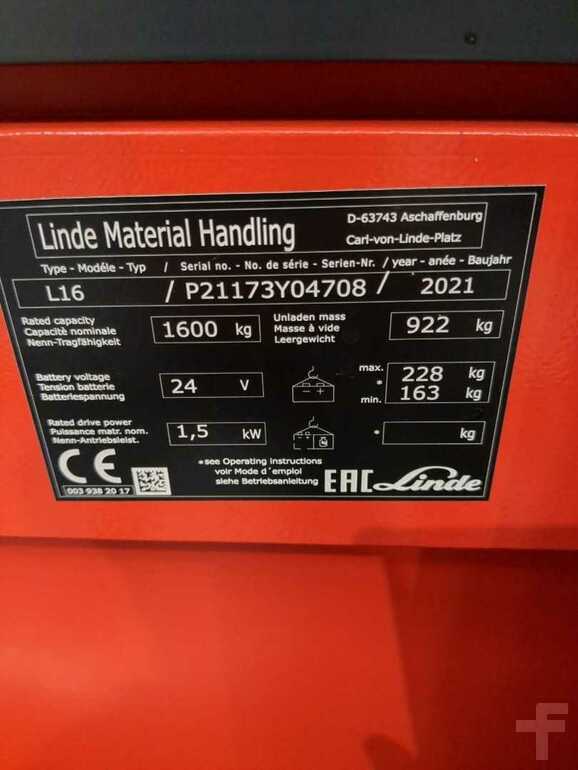 Linde Material Handling
D-63743 Aschaffenburg
Carl-von-Linde-Platz
Type - Modéle - Typ / Serial no. - No. de série - Serien-Nr. / year - anée - Baujahr
L16 / P21173Y04708 / 2021
Rated capacity
Capacité nominale
Nenn-Tragfähigkeit
1600 kg
Unladen mass
Masse à vide
Leergewicht
922 kg
Battery voltage
Tension batterie
Batteriespannung
24 V
- +
max. 228 kg
*
min. 163 kg
Rated drive power
Puissance matr. nom.
Nenn-Antriebsleist.
1,5 kW
* kg
*see Operating instructions
voir Mode d´emploi
siehe Betriebsanleitung
CE
003 938 20 17
EAC Linde